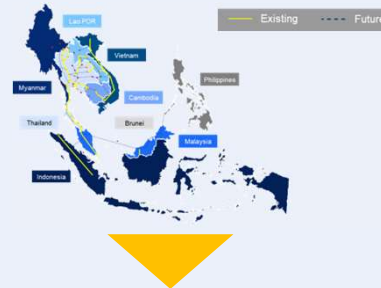 Existing
Future
Lao-PDR
Vietnam
Myanmar
Philippines
Cambodia
Thailand
Brunei
Malaysia
Indonesia